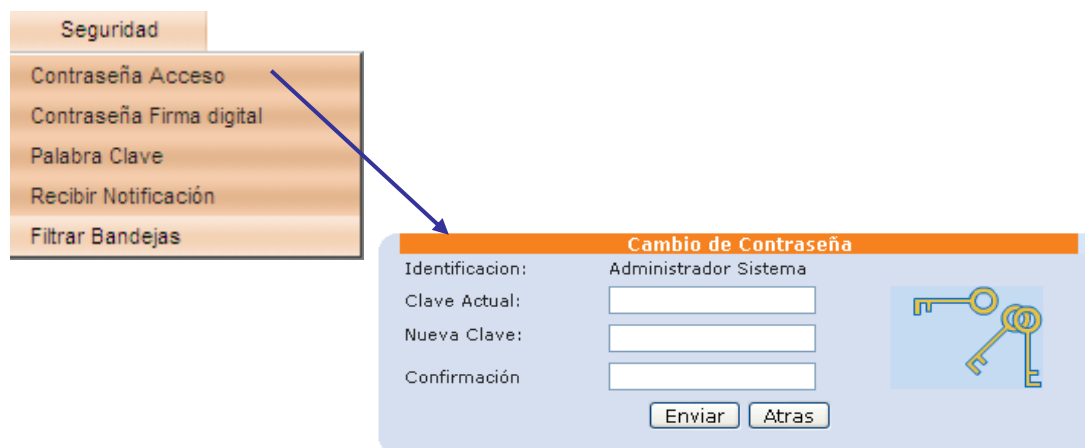 Seguridad
Contraseña Acceso
Contraseña Firma digital
Palabra Clave
Recibir Notificación
Filtrar Bandejas
Cambio de Contraseña
Identificacion: Administrador Sistema
Clave Actual:
Nueva Clave:
Confirmación
Enviar Atras